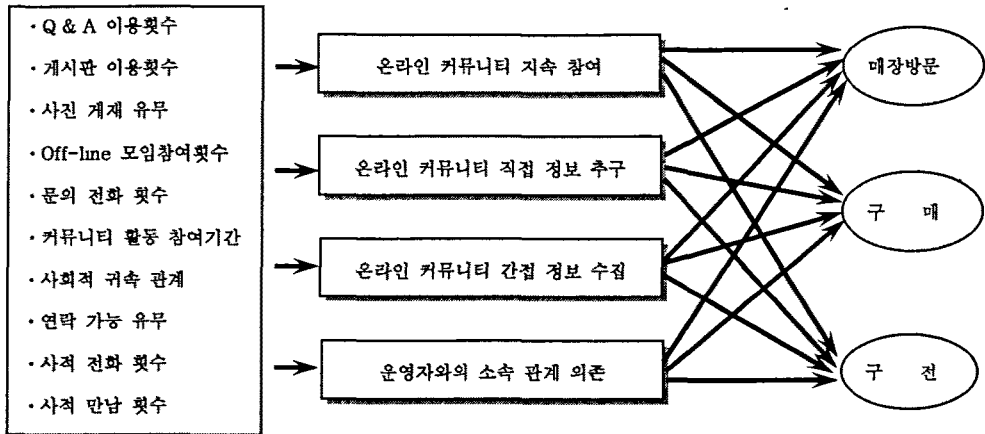 · Q & A 이용횟수
· 게시판 이용횟수
· 사진 게재 유무
· Off-line 모임참여횟수
· 문의 전화 횟수
· 커뮤니티 활동 참여기간
· 사회적 귀속 관계
· 연락 가능 유무
· 사적 전화 횟수
· 사적 만남 횟수
온라인 커뮤니티 지속 참여
온라인 커뮤니티 직접 정보 추구
온라인 커뮤니티 간접 정보 수집
운영자와의 소속 관계 의존
매장방문
구 매
구 전